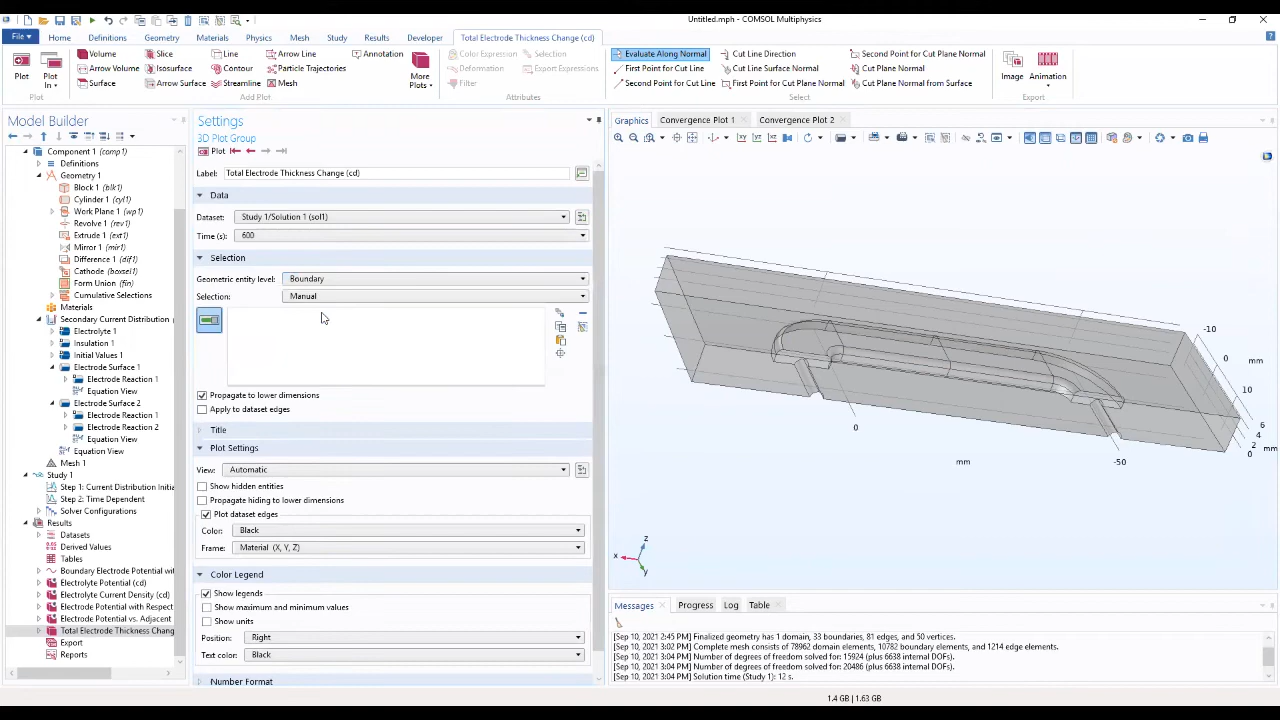 Untitled.mph - COMSOL Multiphysics
File Home Definitions Geometry Materials Physics Mesh Study Results Developer Total Electrode Thickness Change (cd)
Plot
Plot In
Plot
Volume
Arrow Volume
Surface
Slice
Isosurface
Arrow Surface
Line
Contour
Streamline
Arrow Line
Particle Trajectories
Mesh
Annotation
More Plots
Add Plot
Color Expression
Deformation
Filter
Selection
Export Expressions
Attributes
Evaluate Along Normal
First Point for Cut Line
Second Point for Cut Line
Cut Line Direction
Cut Line Surface Normal
First Point for Cut Plane Normal
Second Point for Cut Plane Normal
Cut Plane Normal
Cut Plane Normal from Surface
Select
Image
Animation
Export
Model Builder
Component 1 (comp1)
Definitions
Geometry 1
Block 1 (blk1)
Cylinder 1 (cyl1)
Work Plane 1 (wp1)
Revolve 1 (rev1)
Extrude 1 (ext1)
Mirror 1 (mir1)
Difference 1 (dif1)
Cathode (boxsel1)
Form Union (fin)
Cumulative Selections
Materials
Secondary Current Distribution
Electrolyte 1
Insulation 1
Initial Values 1
Electrode Surface 1
Electrode Reaction 1
Equation View
Electrode Surface 2
Electrode Reaction 1
Electrode Reaction 2
Equation View
Equation View
Mesh 1
Study 1
Step 1: Current Distribution Initia
Step 2: Time Dependent
Solver Configurations
Results
Datasets
Derived Values
Tables
Boundary Electrode Potential wit
Electrolyte Potential (cd)
Electrolyte Current Density (cd)
Electrode Potential with Respect
Electrode Potential vs. Adjacent
Total Electrode Thickness Chang
Export
Reports
Settings
3D Plot Group
Plot
Label: Total Electrode Thickness Change (cd)
Data
Dataset: Study 1/Solution 1 (sol1)
Time (s): 600
Selection
Geometric entity level: Boundary
Selection: Manual
Propagate to lower dimensions
Apply to dataset edges
Title
Plot Settings
View: Automatic
Show hidden entities
Propagate hiding to lower dimensions
Plot dataset edges
Color: Black
Frame: Material (X, Y, Z)
Color Legend
Show legends
Show maximum and minimum values
Show units
Position: Right
Text color: Black
Number Format
Graphics Convergence Plot 1 Convergence Plot 2
-10
0
mm
10
6
4
2 mm
0
0
mm
-50
z
x
y
Messages Progress Log Table
[Sep 10, 2021 2:45 PM] Finalized geometry has 1 domain, 33 boundaries, 81 edges, and 50 vertices.
[Sep 10, 2021 3:02 PM] Complete mesh consists of 78962 domain elements, 10782 boundary elements, and 1214 edge elements.
[Sep 10, 2021 3:04 PM] Number of degrees of freedom solved for: 15924 (plus 6638 internal DOFs).
[Sep 10, 2021 3:04 PM] Number of degrees of freedom solved for: 20486 (plus 6638 internal DOFs).
[Sep 10, 2021 3:04 PM] Solution time (Study 1): 12 s.
1.4 GB | 1.63 GB